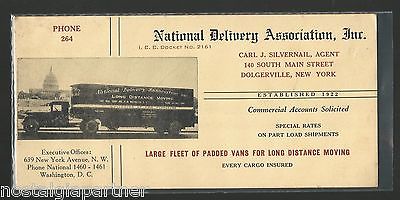 PHONE
264
National Delivery Association, Inc.
I. C. C. DOCKET NO. 2161
CARL J. SILVERNAIL, AGENT
140 SOUTH MAIN STREET
DOLGERVILLE, NEW YORK
ESTABLISHED 1922
Commercial Accounts Solicited
SPECIAL RATES
ON PART LOAD SHIPMENTS
National Delivery Association
LONG DISTANCE MOVING
LARGE FLEET OF PADDED VANS FOR LONG DISTANCE MOVING
EVERY CARGO INSURED
Executive Offices:
639 New York Avenue, N. W.
Phone National 1460 - 1461
Washington, D. C.
nostalgiapartner